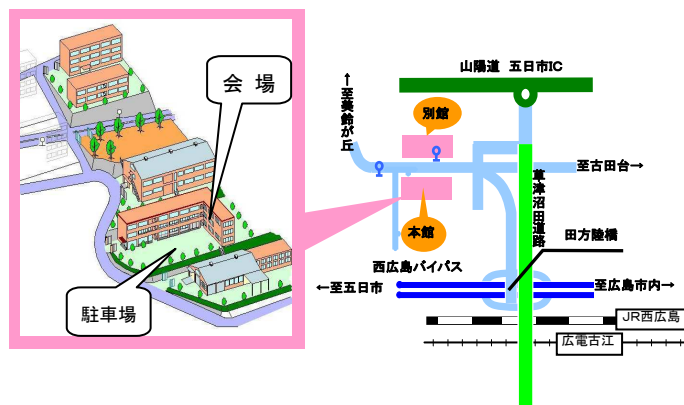 会 場
駐車場
山陽道 五日市IC
↑至美鈴が丘
別館
至古田台→
草津沼田道路
本館
田方陸橋
西広島バイパス
←至五日市
至広島市内→
JR西広島
広電古江